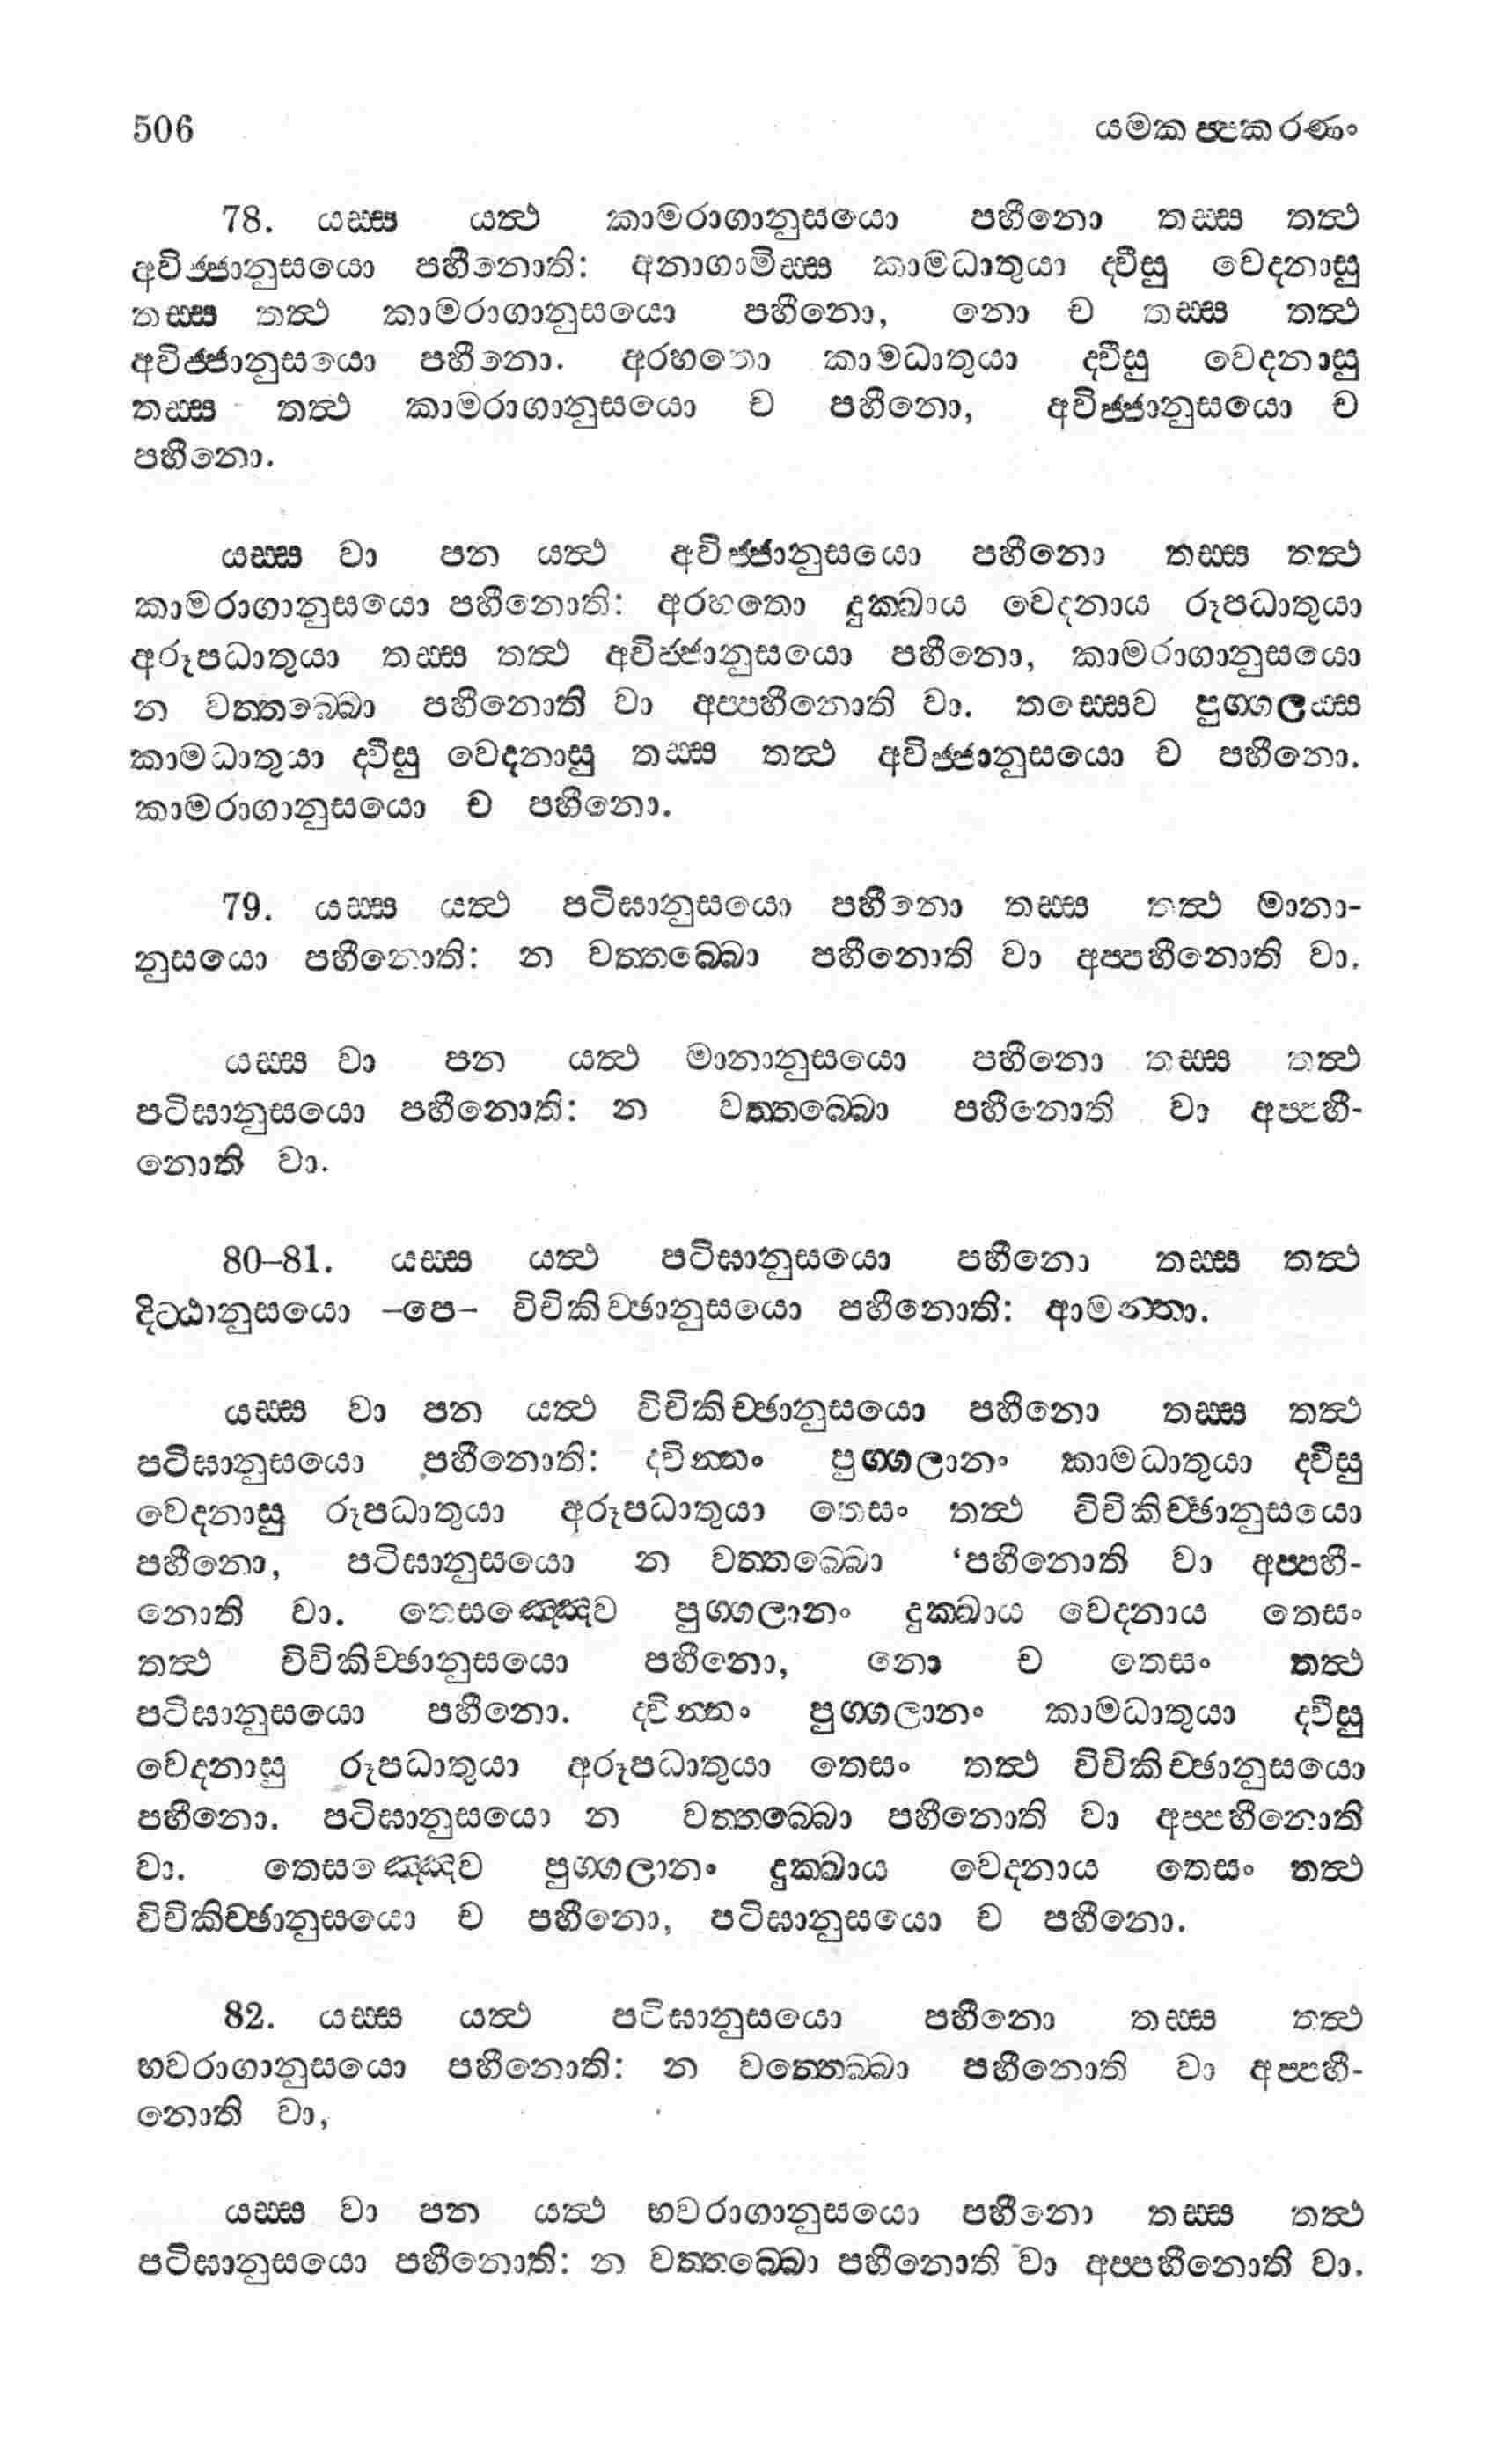 506 යමකප්පකරණං
78. යස්ස යත්ථ කාමරාගානුසයො පහීනො තස්ස තත්ථ
අවිජ්ජානුසයො පහීනොති: අනාගාමිස්ස කාමධාතුයා ද්වීසු වෙදනාසු
තස්ස තත්ථ කාමරාගානුසයො පහීනො, නො ච තස්ස තත්ථ
අවිජ්ජානුසයො පහීනො. අරහතො කාමධාතුයා ද්වීසු වෙදනාසු
තස්ස තත්ථ කාමරාගානුසයො ච පහීනො, අවිජ්ජානුසයො ච
පහීනො.
යස්ස වා පන යත්ථ අවිජ්ජානුසයො පහීනො තස්ස තත්ථ
කාමරාගානුසයො පහීනොති: අරහතො දුක්ඛාය වෙදනාය රූපධාතුයා
අරූපධාතුයා තස්ස තත්ථ අවිජ්ජානුසයො පහීනො, කාමරාගානුසයො
න වත්තබ්බො පහීනොති වා අප්පහීනොති වා. තස්සෙව පුග්ගලස්ස
කාමධාතුයා ද්වීසු වෙදනාසු තස්ස තත්ථ අවිජ්ජානුසයො ච පහීනො.
කාමරාගානුසයො ච පහීනො.
79. යස්ස යත්ථ පටිඝානුසයො පහීනො තස්ස තත්ථ මානා-
නුසයො පහීනොති: න වත්තබ්බො පහීනොති වා අප්පහීනොති වා.
යස්ස වා පන යත්ථ මානානුසයො පහීනො තස්ස තත්ථ
පටිඝානුසයො පහීනොති: න වත්තබ්බො පහීනොති වා අප්පහී-
නොති වා.
80–81. යස්ස යත්ථ පටිඝානුසයො පහීනො තස්ස තත්ථ
දිට්ඨානුසයො –පෙ– විචිකිච්ඡානුසයො පහීනොති: ආමන්තා.
යස්ස වා පන යත්ථ විචිකිච්ඡානුසයො පහීනො තස්ස තත්ථ
පටිඝානුසයො පහීනොති: ද්වින්නං පුග්ගලානං කාමධාතුයා ද්වීසු
වෙදනාසු රූපධාතුයා අරූපධාතුයා තෙසං තත්ථ විචිකිච්ඡානුසයො
පහීනො, පටිඝානුසයො න වත්තබ්බො ‘පහීනොති වා අප්පහී-
නොති වා. තෙසඤ්ඤෙව පුග්ගලානං දුක්ඛාය වෙදනාය තෙසං
තත්ථ විචිකිච්ඡානුසයො පහීනො, නො ච තෙසං තත්ථ
පටිඝානුසයො පහීනො. ද්වින්නං පුග්ගලානං කාමධාතුයා ද්වීසු
වෙදනාසු රූපධාතුයා අරූපධාතුයා තෙසං තත්ථ විචිකිච්ඡානුසයො
පහීනො. පටිඝානුසයො න වත්තබ්බො පහීනොති වා අප්පහීනොති
වා. තෙසඤ්ඤෙව පුග්ගලානං දුක්ඛාය වෙදනාය තෙසං තත්ථ
විචිකිච්ඡානුසයො ච පහීනො, පටිඝානුසයො ච පහීනො.
82. යස්ස යත්ථ පටිඝානුසයො පහීනො තස්ස තත්ථ
භවරාගානුසයො පහීනොති: න වත්තෙබ්බා පහීනොති වා අප්පහී-
නොති වා,
යස්ස වා පන යත්ථ භවරාගානුසයො පහීනො තස්ස තත්ථ
පටිඝානුසයො පහීනොති: න වත්තබ්බො පහීනොති වා අප්පහීනොති වා.